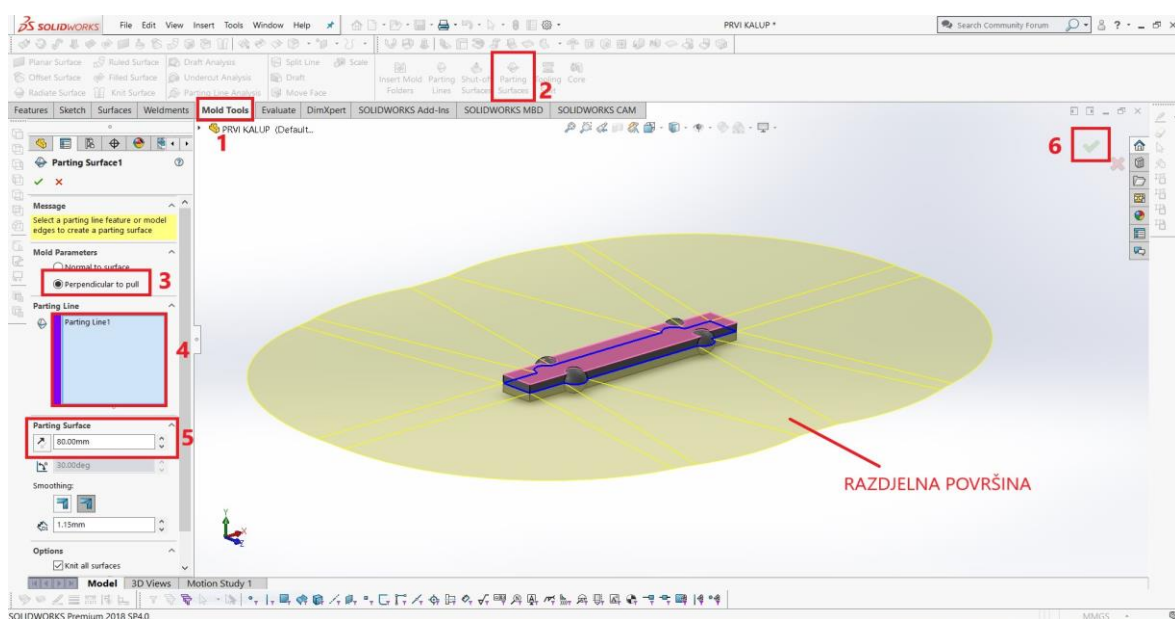 SOLIDWORKS File Edit View Insert Tools Window Help PRVI KALUP * Search Community Forum
Planar Surface Ruled Surface Draft Analysis Split Line Scale
Offset Surface Filled Surface Undercut Analysis Draft
Radiate Surface Knit Surface Parting Line Analysis Move Face
Insert Mold Folders Parting Lines Shut-off Surfaces Parting Surfaces Core
2
Features Sketch Surfaces Weldments Mold Tools Evaluate DimXpert SOLIDWORKS Add-Ins SOLIDWORKS MBD SOLIDWORKS CAM
1
PRVI KALUP (Default...
6
Parting Surface1
Message
Select a parting line feature or model
edges to create a parting surface
Mold Parameters
Normal to surface
Perpendicular to pull
3
Parting Line
Parting Line1
4
Parting Surface
80.00mm
5
30.00deg
Smoothing:
1.15mm
Options
Knit all surfaces
RAZDJELNA POVRŠINA
Y
X
Model 3D Views Motion Study 1
SOLIDWORKS Premium 2018 SP4.0
MMGS